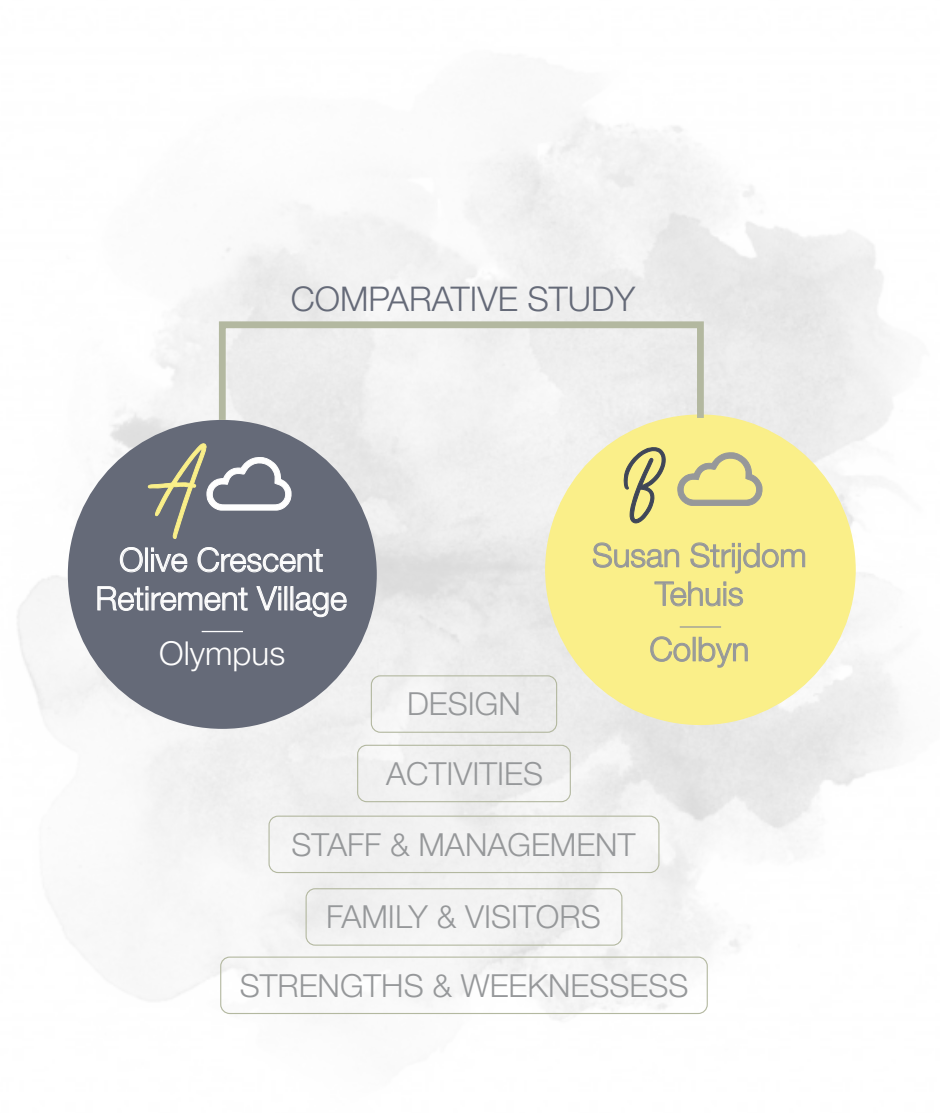 COMPARATIVE STUDY
A
Olive Crescent
Retirement Village
Olympus
B
Susan Strijdom
Tehuis
Colbyn
DESIGN
ACTIVITIES
STAFF & MANAGEMENT
FAMILY & VISITORS
STRENGTHS & WEEKNESSESS